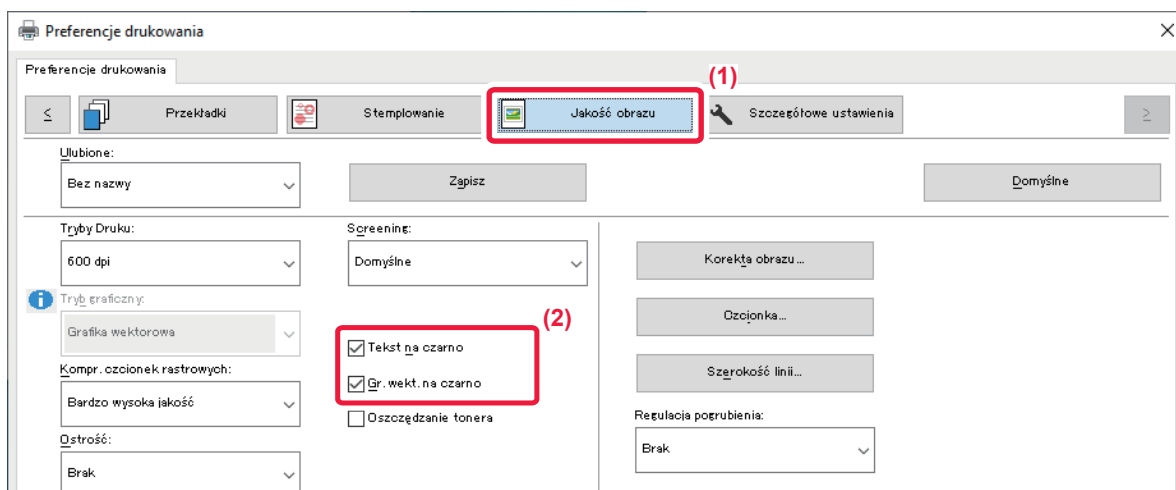 Preferencje drukowania
Preferencje drukowania
(1)
< Przekładki Stemplowanie Jakość obrazu Szczegółowe ustawienia >
Ulubione:
Bez nazwy Zapisz Domyślne
Tryby Druku: Screening:
600 dpi Domyślne Korekta obrazu...
Tryb graficzny:
(2)
Grafika wektorowa Czcionka...
Tekst na czarno
Kompr. czcionek rastrowych: Szerokość linii...
Gr. wekt. na czarno
Bardzo wysoka jakość Oszczędzanie tonera Regulacja pogrubienia:
Ostrość:
Brak Brak